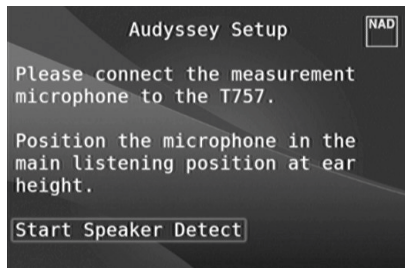 Audyssey Setup
NAD
Please connect the measurement
microphone to the T757.
Position the microphone in the
main listening position at ear
height.
Start Speaker Detect